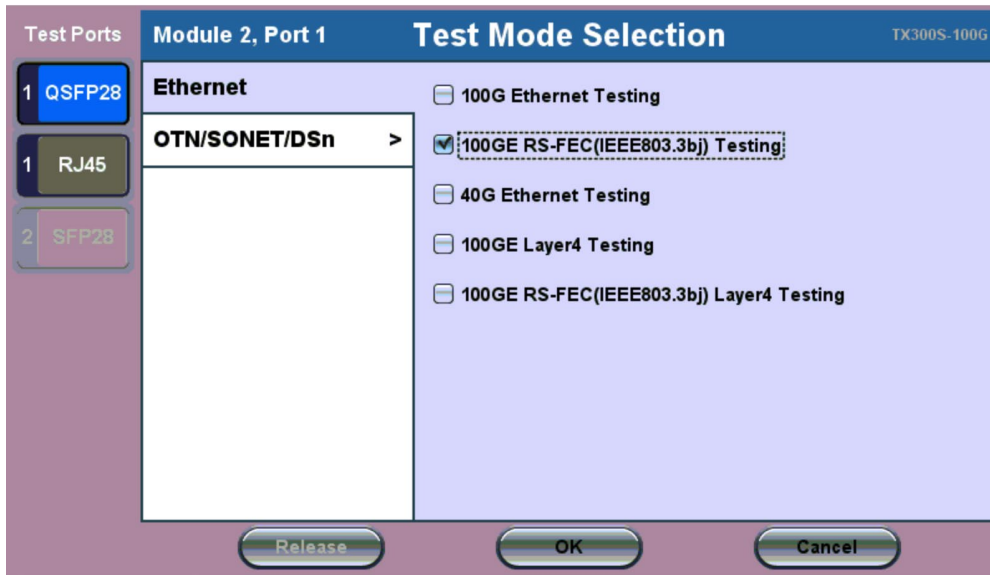 Test Ports
Module 2, Port 1
Test Mode Selection
TX300S-100G
1 QSFP28
1 RJ45
2 SFP28
Ethernet
OTN/SONET/DSn >
100G Ethernet Testing
100GE RS-FEC(IEEE803.3bj) Testing
40G Ethernet Testing
100GE Layer4 Testing
100GE RS-FEC(IEEE803.3bj) Layer4 Testing
Release
OK
Cancel